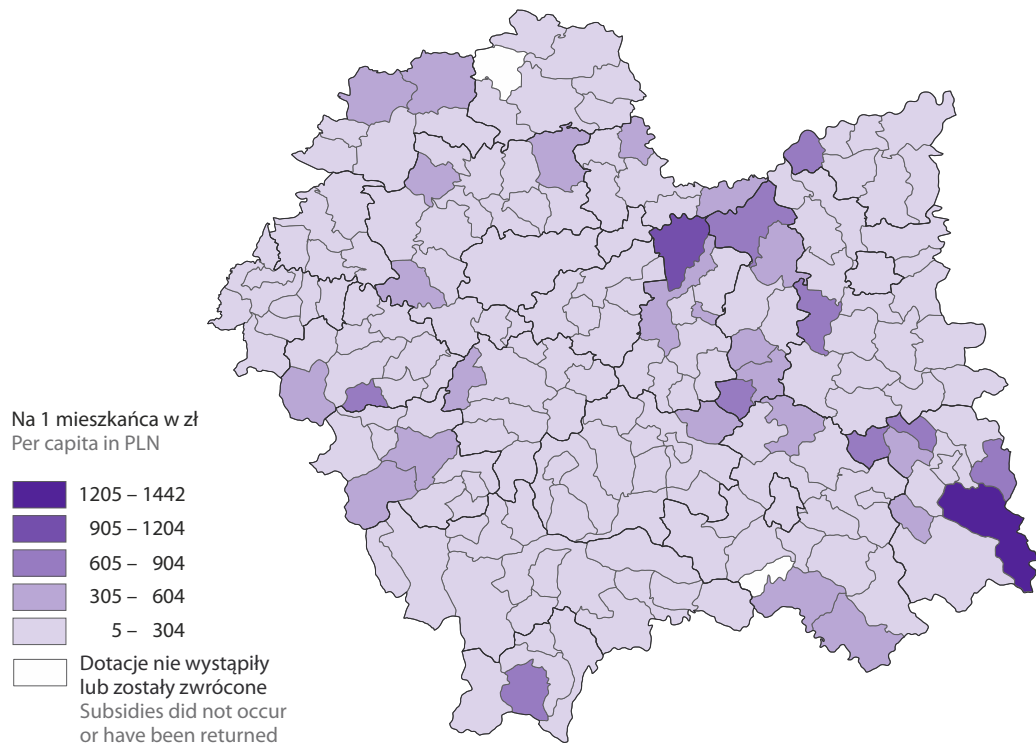 Na 1 mieszkańca w zł
Per capita in PLN
1205 – 1442
905 – 1204
605 – 904
305 – 604
5 – 304
Dotacje nie wystąpiły
lub zostały zwrócone
Subsidies did not occur
or have been returned